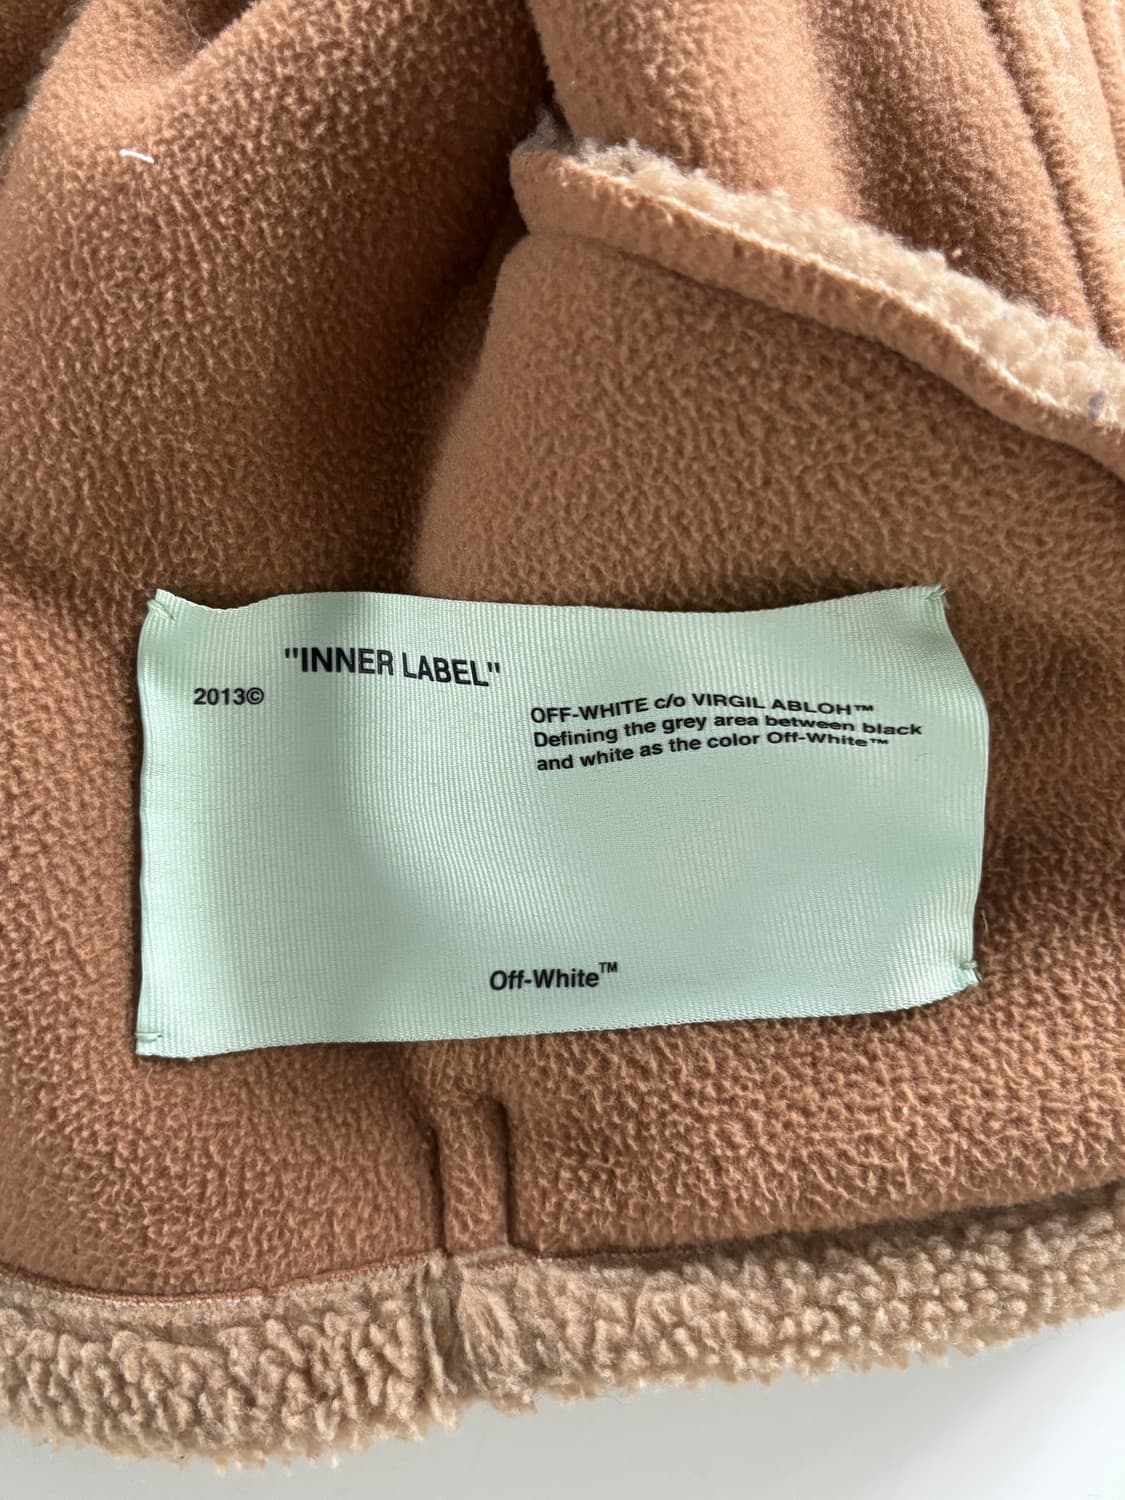 "INNER LABEL"
2013©
OFF-WHITE c/o VIRGIL ABLOH™
Defining the grey area between black
and white as the color Off-White™
Off-White™